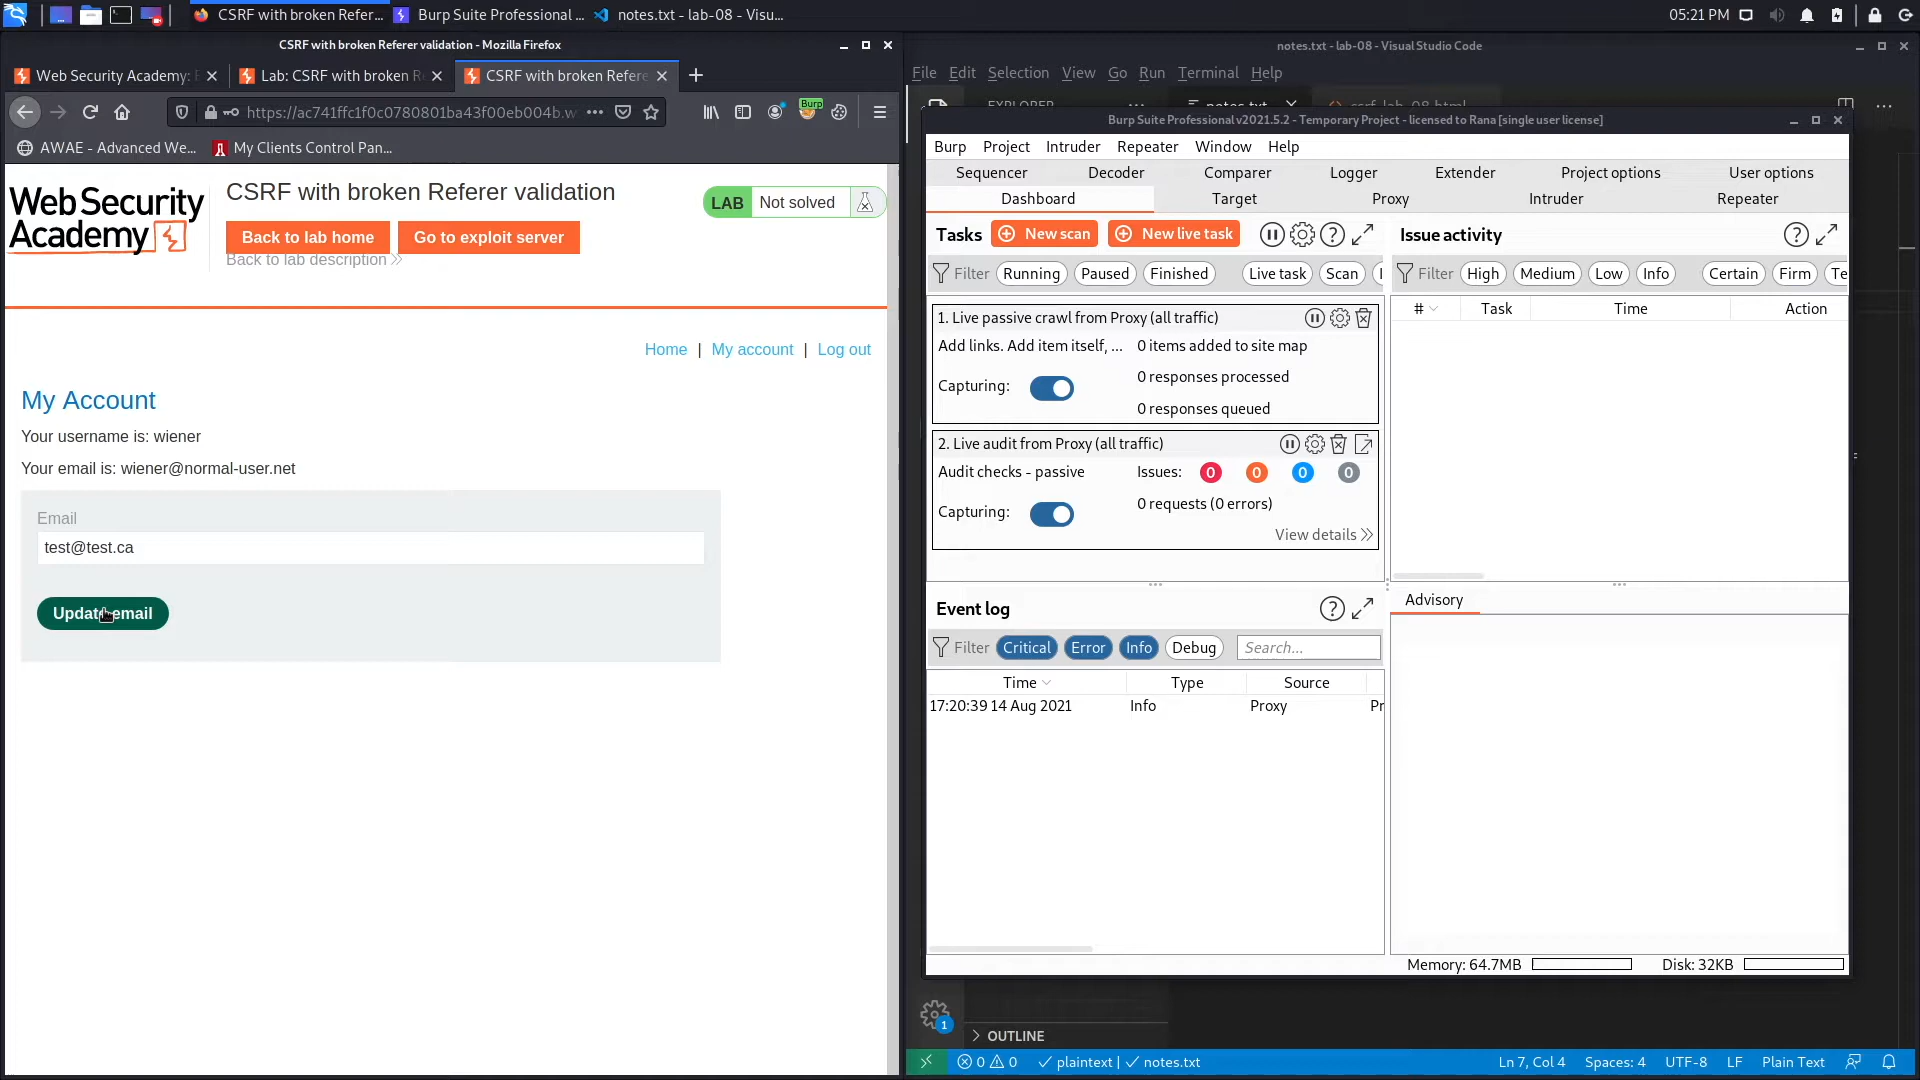 CSRF with broken Refer...
Burp Suite Professional ...
notes.txt - lab-08 - Visu...
05:21 PM
CSRF with broken Referer validation - Mozilla Firefox
Web Security Academy:
Lab: CSRF with broken R
CSRF with broken Refere
https://ac741ffc1f0c0780801ba43f00eb004b.w
Burp
AWAE - Advanced We...
My Clients Control Pan...
Web Security
Academy
CSRF with broken Referer validation
LAB
Not solved
Back to lab home
Go to exploit server
Back to lab description
Home | My account | Log out
My Account
Your username is: wiener
Your email is: wiener@normal-user.net
Email
test@test.ca
Update email
notes.txt - lab-08 - Visual Studio Code
File Edit Selection View Go Run Terminal Help
EXPLORER
notes.txt
csrf-lab-08.html
Burp Suite Professional v2021.5.2 - Temporary Project - licensed to Rana [single user license]
Burp Project Intruder Repeater Window Help
Sequencer Decoder Comparer Logger Extender Project options User options
Dashboard Target Proxy Intruder Repeater
Tasks
New scan
New live task
Filter Running Paused Finished Live task Scan
1. Live passive crawl from Proxy (all traffic)
Add links. Add item itself, ...
0 items added to site map
0 responses processed
Capturing:
0 responses queued
2. Live audit from Proxy (all traffic)
Audit checks - passive
Issues: 0 0 0 0
Capturing:
0 requests (0 errors)
View details
Issue activity
Filter High Medium Low Info Certain Firm Te
# Task Time Action
Event log
Filter Critical Error Info Debug Search...
Time Type Source
17:20:39 14 Aug 2021 Info Proxy Pr
Advisory
Memory: 64.7MB
Disk: 32KB
1
OUTLINE
0 0
plaintext | notes.txt
Ln 7, Col 4
Spaces: 4
UTF-8
LF
Plain Text